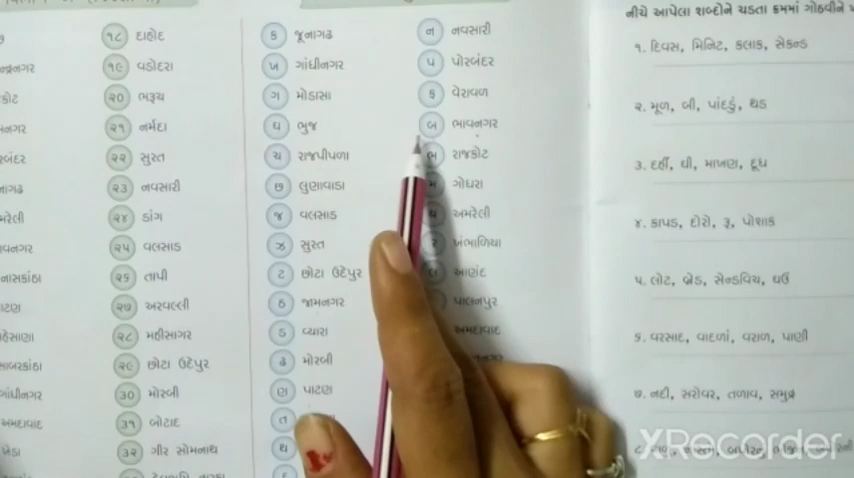 ૧૮ દાહોદ
૧૯ વડોદરા
૨૦ ભરૂચ
૨૧ નર્મદા
૨૨ સુરત
૨૩ નવસારી
૨૪ ડાંગ
૨૫ વલસાડ
૨૬ તાપી
૨૭ અરવલ્લી
૨૮ મહીસાગર
૨૯ છોટા ઉદેપુર
૩૦ મોરબી
૩૧ બોટાદ
૩૨ ગીર સોમનાથ
ક જૂનાગઢ
ખ ગાંધીનગર
ગ મોડાસા
ઘ ભુજ
ચ રાજપીપળા
છ લુણાવાડા
જ વલસાડ
ઝ સુરત
ટ છોટા ઉદેપુર
ઠ જામનગર
ડ વ્યારા
ઢ મોરબી
ણ પાટણ
ત
થ
ન નવસારી
પ પોરબંદર
ફ વેરાવળ
બ ભાવનગર
ભ રાજકોટ
મ ગોધરા
અમરેલી
ર ખંભાળિયા
આણંદ
પાલનપુર
અમદાવાદ
નીચે આપેલા શબ્દોને ચડતા ક્રમમાં ગોઠવીને
૧. દિવસ, મિનિટ, કલાક, સેકન્ડ
૨. મૂળ, બી, પાંદડું, થડ
૩. દહીં, ઘી, માખણ, દૂધ
૪. કાપડ, દોરો, રૂ, પોશાક
૫. લોટ, બ્રેડ, સેન્ડવિચ, ઘઉં
૬. વરસાદ, વાદળાં, વરાળ, પાણી
૭. નદી, સરોવર, તળાવ, સમુદ્ર
XRecorder